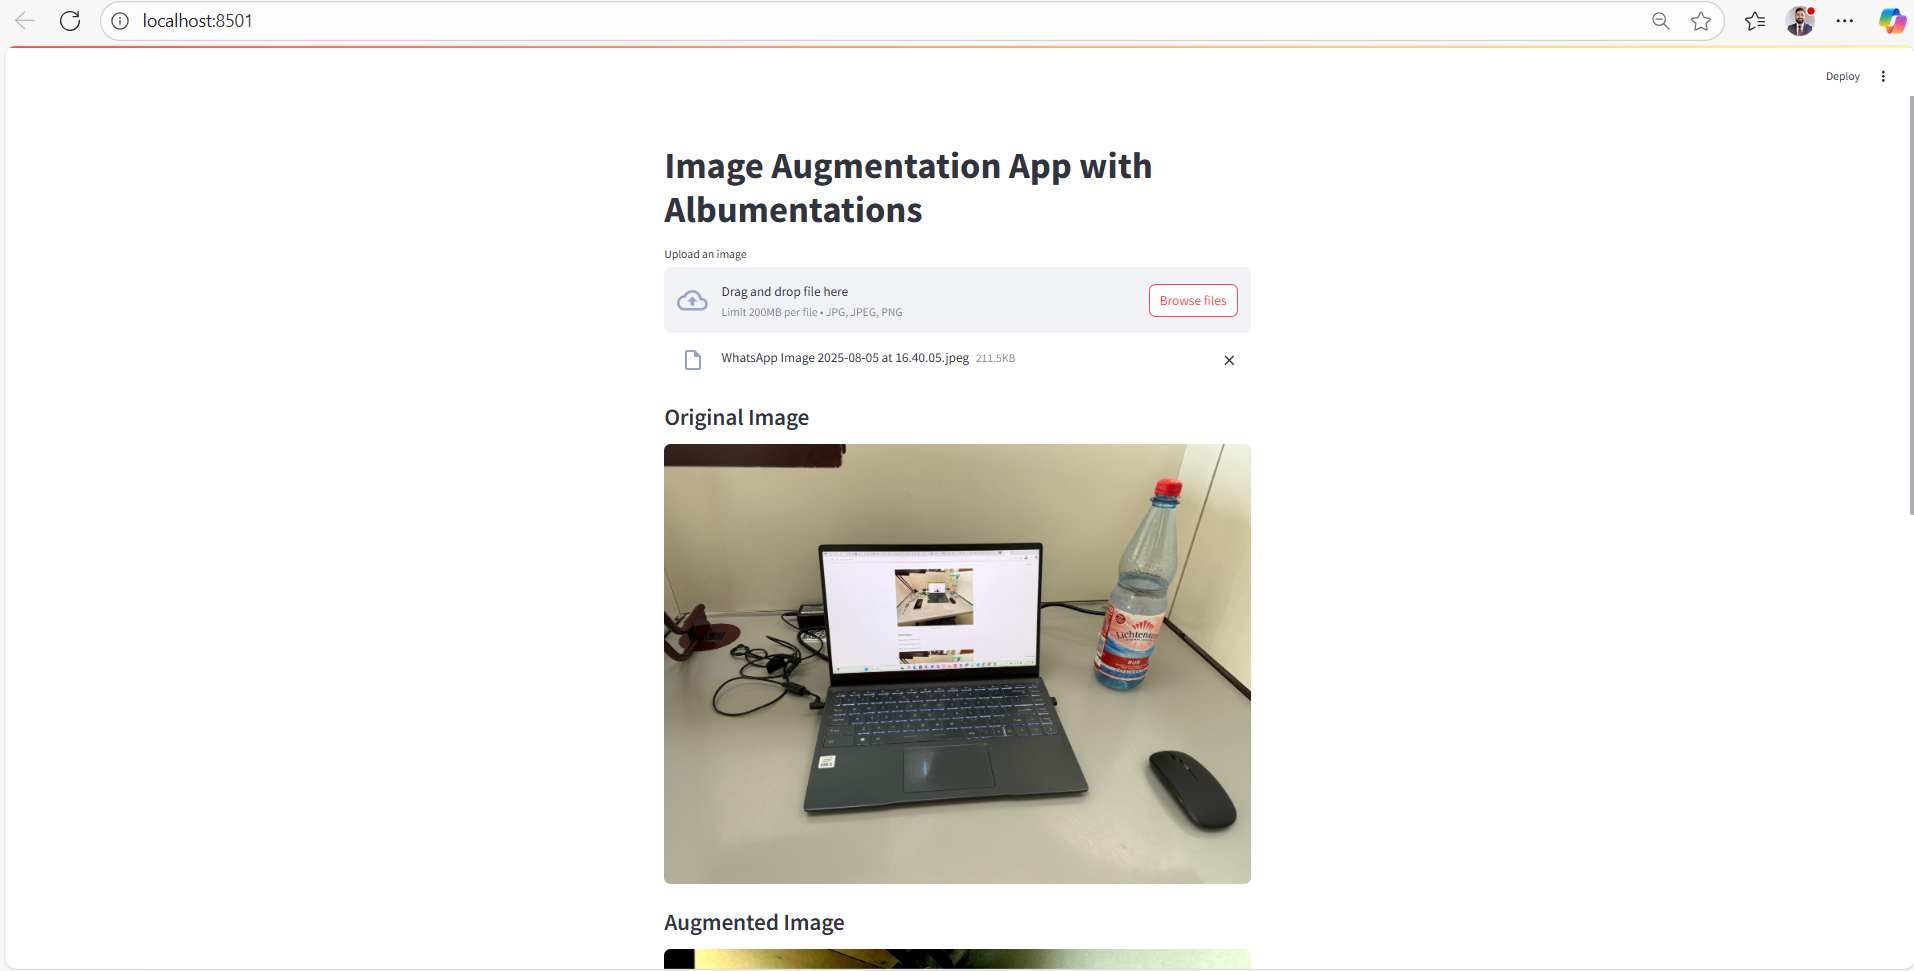 localhost:8501
Deploy
Image Augmentation App with
Albumentations
Upload an image
Drag and drop file here
Limit 200MB per file • JPG, JPEG, PNG
Browse files
WhatsApp Image 2025-08-05 at 16.40.05.jpeg 211.5KB
Original Image
Lichtenauer
Augmented Image